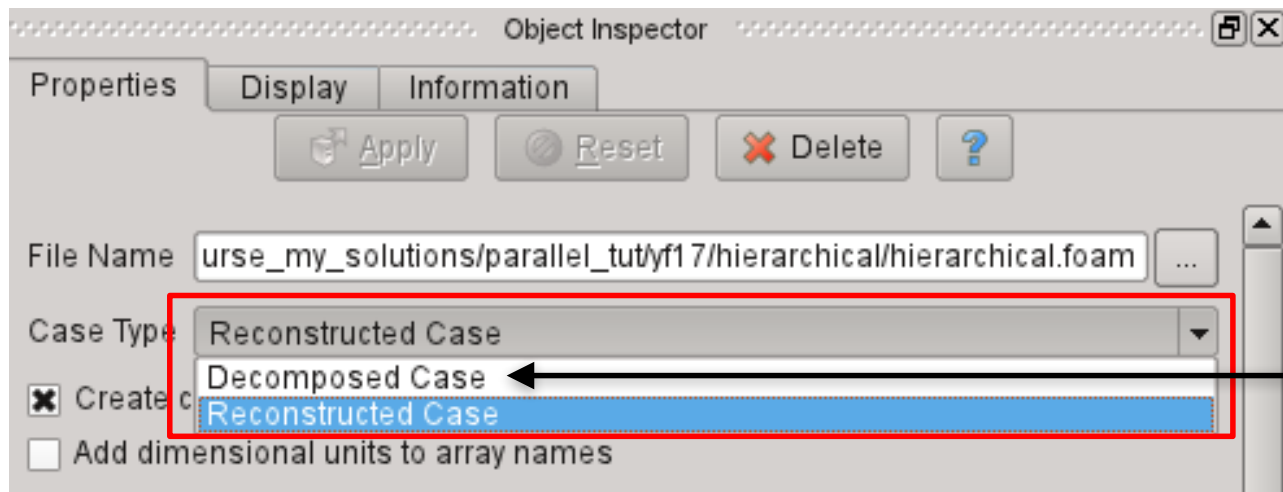 Object Inspector
Properties Display Information
Apply Reset Delete ?
File Name urse_my_solutions/parallel_tut/yf17/hierarchical/hierarchical.foam ...
Case Type Reconstructed Case
Decomposed Case
Create c
Reconstructed Case
Add dimensional units to array names